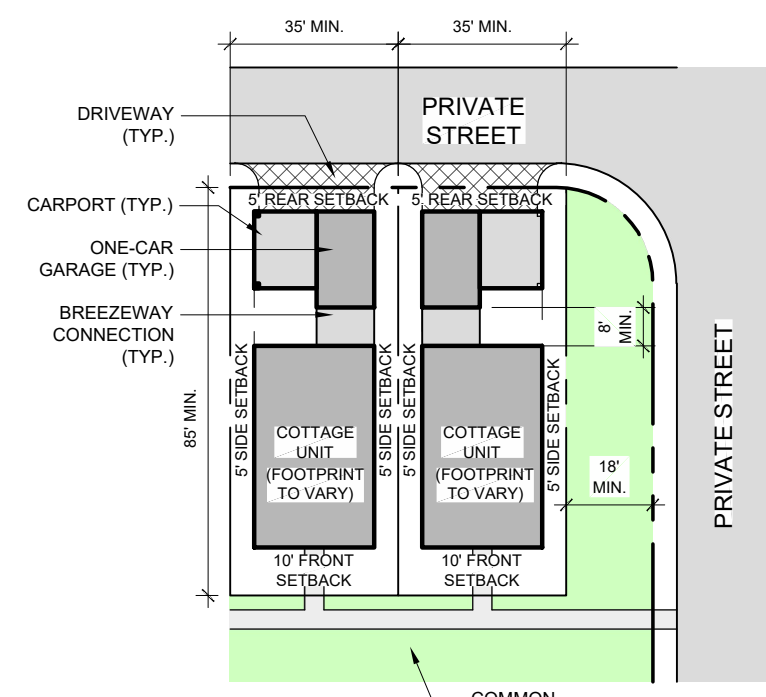 35' MIN.
35' MIN.
DRIVEWAY
(TYP.)
PRIVATE
STREET
CARPORT (TYP.)
5' REAR SETBACK
5' REAR SETBACK
ONE-CAR
GARAGE (TYP.)
BREEZEWAY
CONNECTION
(TYP.)
8'
MIN.
85' MIN.
5' SIDE SETBACK
5' SIDE SETBACK
5' SIDE SETBACK
5' SIDE SETBACK
COTTAGE
UNIT
(FOOTPRINT
TO VARY)
COTTAGE
UNIT
(FOOTPRINT
TO VARY)
18'
MIN.
PRIVATE STREET
10' FRONT
SETBACK
10' FRONT
SETBACK
COMMON